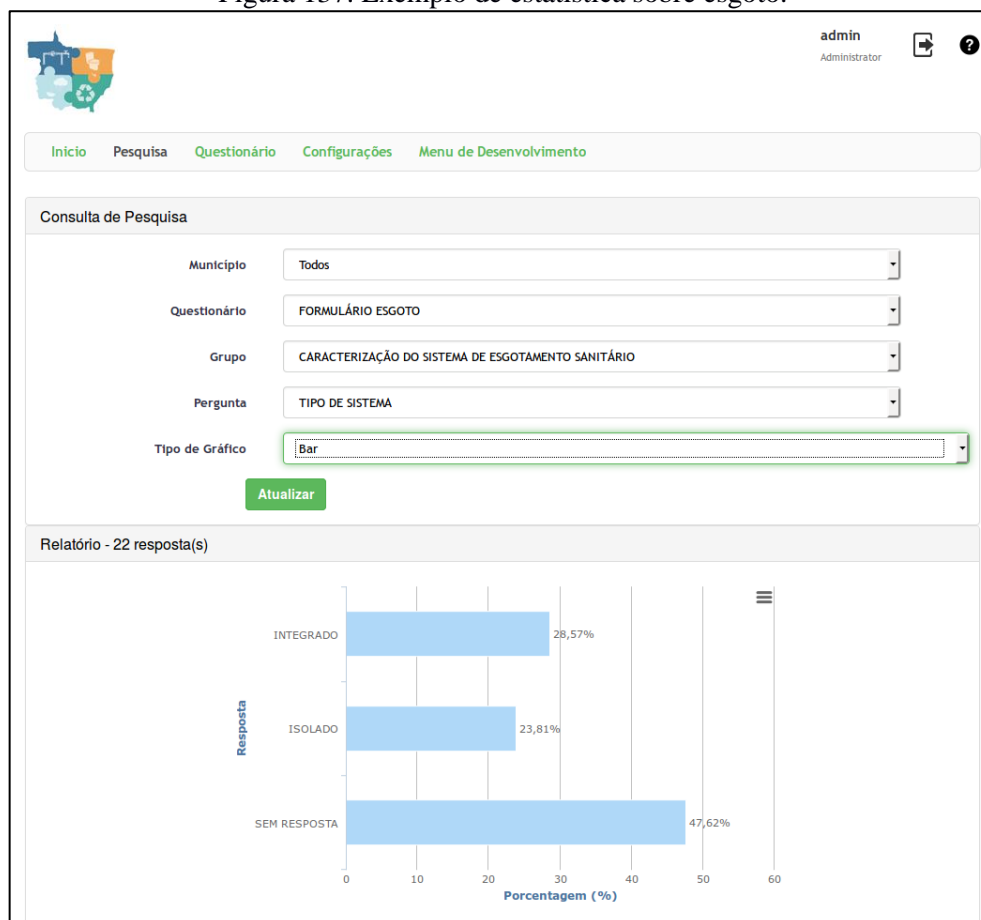 Figura 137. Exemplo de estatística sobre esgoto.
admin
Administrator
Inicio Pesquisa Questionário Configurações Menu de Desenvolvimento
Consulta de Pesquisa
Município Todos
Questionário FORMULÁRIO ESGOTO
Grupo CARACTERIZAÇÃO DO SISTEMA DE ESGOTAMENTO SANITÁRIO
Pergunta TIPO DE SISTEMA
Tipo de Gráfico Bar
Atualizar
Relatório - 22 resposta(s)
Resposta
INTEGRADO 28,57%
ISOLADO 23,81%
SEM RESPOSTA 47,62%
0 10 20 30 40 50 60
Porcentagem (%)